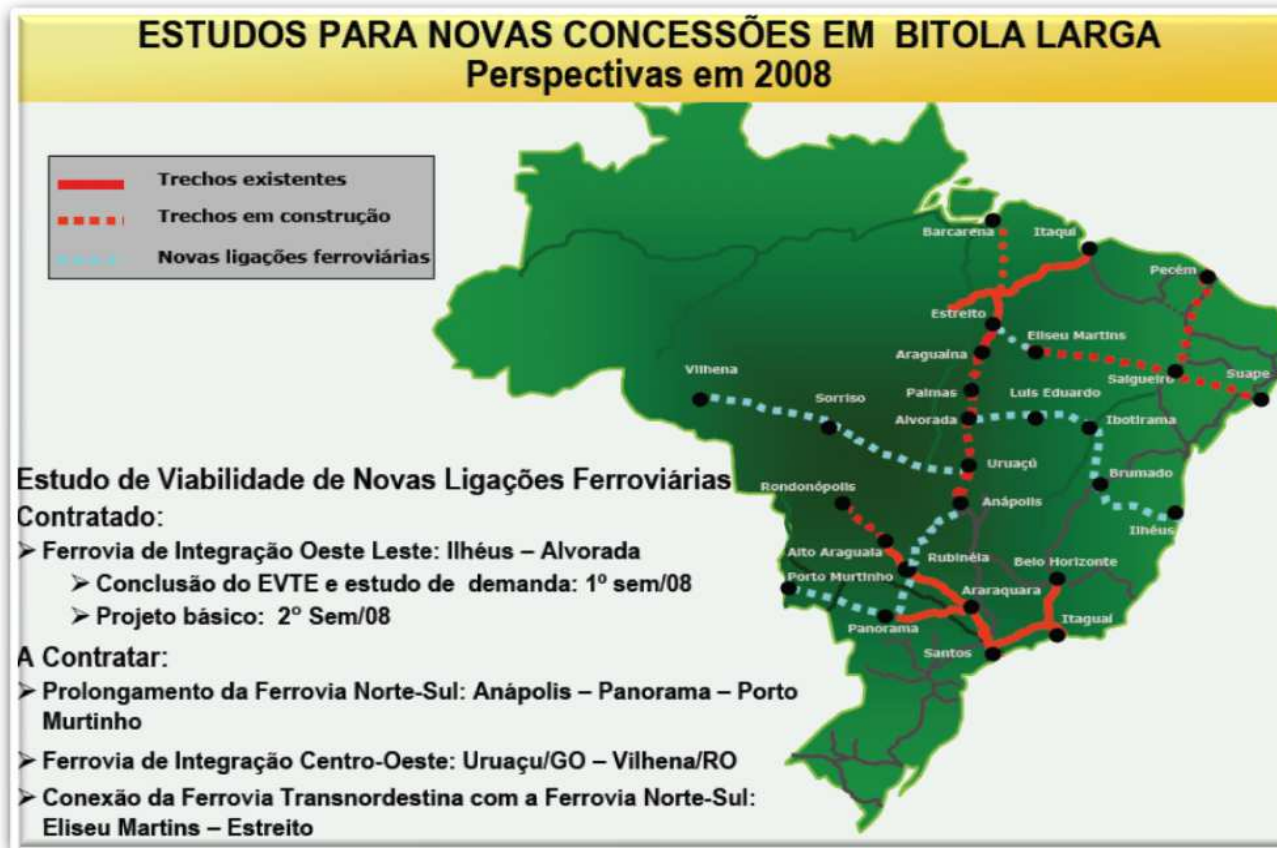 ESTUDOS PARA NOVAS CONCESSÕES EM BITOLA LARGA
Perspectivas em 2008
Trechos existentes
Trechos em construção
Novas ligações ferroviárias
Barcarena
Itaqui
Pecém
Estreito
Eliseu Martins
Araguaína
Salgueiro
Suape
Vilhena
Palmas
Luis Eduardo
Sorriso
Alvorada
Ibotirama
Uruaçú
Brumado
Rondonópolis
Anápolis
Ilhéus
Alto Araguaia
Rubinéia
Belo Horizonte
Porto Murtinho
Araraquara
Panorama
Itaguaí
Santos
Estudo de Viabilidade de Novas Ligações Ferroviárias
Contratado:
➢ Ferrovia de Integração Oeste Leste: Ilhéus – Alvorada
➢ Conclusão do EVTE e estudo de demanda: 1º sem/08
➢ Projeto básico: 2° Sem/08
A Contratar:
➢ Prolongamento da Ferrovia Norte-Sul: Anápolis – Panorama – Porto
Murtinho
➢ Ferrovia de Integração Centro-Oeste: Uruaçu/GO – Vilhena/RO
➢ Conexão da Ferrovia Transnordestina com a Ferrovia Norte-Sul:
Eliseu Martins – Estreito